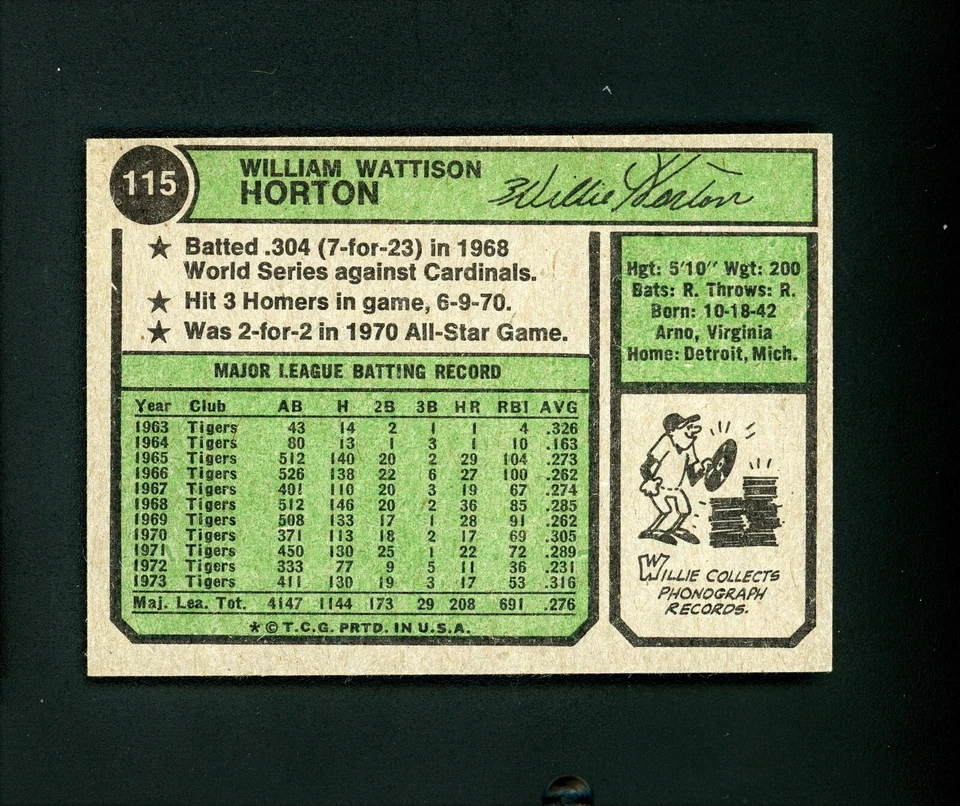 115
WILLIAM WATTISON
HORTON
Willie Horton
★ Batted .304 (7-for-23) in 1968
World Series against Cardinals.
★ Hit 3 Homers in game, 6-9-70.
★ Was 2-for-2 in 1970 All-Star Game.
Hgt: 5'10" Wgt: 200
Bats: R. Throws: R.
Born: 10-18-42
Arno, Virginia
Home: Detroit, Mich.
MAJOR LEAGUE BATTING RECORD
Year Club AB H 2B 3B HR RBI AVG
1963 Tigers 43 14 2 1 1 4 .326
1964 Tigers 80 13 1 3 1 10 .163
1965 Tigers 512 140 20 2 29 104 .273
1966 Tigers 526 138 22 6 27 100 .262
1967 Tigers 401 110 20 3 19 67 .274
1968 Tigers 512 146 20 2 36 85 .285
1969 Tigers 508 133 17 1 28 91 .262
1970 Tigers 371 113 18 2 17 69 .305
1971 Tigers 450 130 25 1 22 72 .289
1972 Tigers 333 77 9 5 11 36 .231
1973 Tigers 411 130 19 3 17 53 .316
Maj. Lea. Tot. 4147 1144 173 29 208 691 .276
★ © T.C.G. PRTD. IN U.S.A.
WILLIE COLLECTS
PHONOGRAPH
RECORDS.